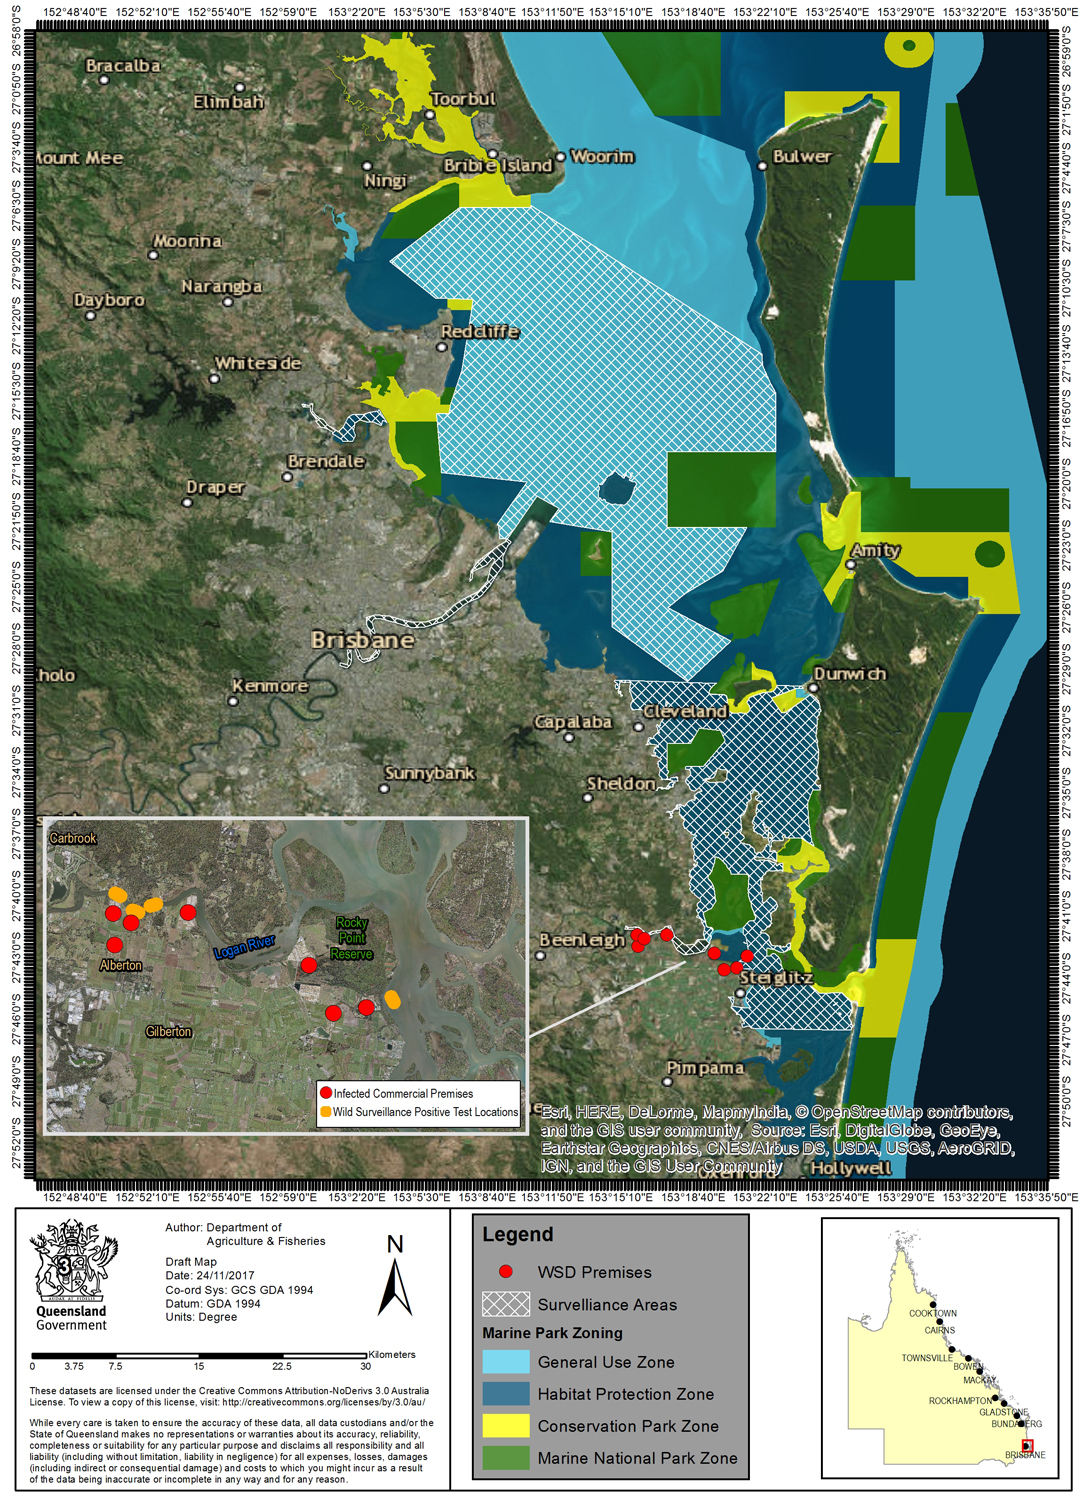 152°48'40"E 152°52'10"E 152°55'40"E 152°59'10"E 153°2'0"E 153°5'10"E 153°8'40"E 153°11'40"E 153°15'10"E 153°18'40"E 153°22'10"E 153°25'40"E 153°29'0"E 153°32'20"E 153°35'50"E
Bracalba
Elimbah
Toorbul
Mount Mee
Bribie Island
Woorim
Bulwer
Ningi
Moorina
Narangba
Dayboro
Redcliffe
Whiteside
Brendale
Draper
Amity
Brisbane
Kenmore
Dunwich
Cleveland
Capalaba
Sunnybank
Sheldon
Beenleigh
Steiglitz
Pimpama
Hollywell
Carbrook
Logan River
Rocky
Point
Reserve
Alberton
Gilberton
Infected Commercial Premises
Wild Surveillance Positive Test Locations
Esri, HERE, DeLorme, MapmyIndia, © OpenStreetMap contributors,
and the GIS user community, Source: Esri, DigitalGlobe, GeoEye,
Earthstar Geographics, CNES/Airbus DS, USDA, USGS, AeroGRID,
IGN, and the GIS User Community
Queensland
Government
Author: Department of
Agriculture & Fisheries
Draft Map
Date: 24/11/2017
Co-ord Sys: GCS GDA 1994
Datum: GDA 1994
Units: Degree
N
Kilometers
0 3.75 7.5 15 22.5 30
These datasets are licensed under the Creative Commons Attribution-NoDerivs 3.0 Australia
License. To view a copy of this license, visit: http://creativecommons.org/licenses/by/3.0/au/
While every care is taken to ensure the accuracy of these data, all data custodians and/or the
State of Queensland makes no representations or warranties about its accuracy, reliability,
completeness or suitability for any particular purpose and disclaims all responsibility and all
liability (including without limitation, liability in negligence) for all expenses, losses, damages
(including indirect or consequential damage) and costs to which you might incur as a result
of the data being inaccurate or incomplete in any way and for any reason.
Legend
WSD Premises
Survelliance Areas
Marine Park Zoning
General Use Zone
Habitat Protection Zone
Conservation Park Zone
Marine National Park Zone
COOKTOWN
CAIRNS
TOWNSVILLE
BOWEN
MACKAY
ROCKHAMPTON
GLADSTONE
BUNDABERG
BRISBANE